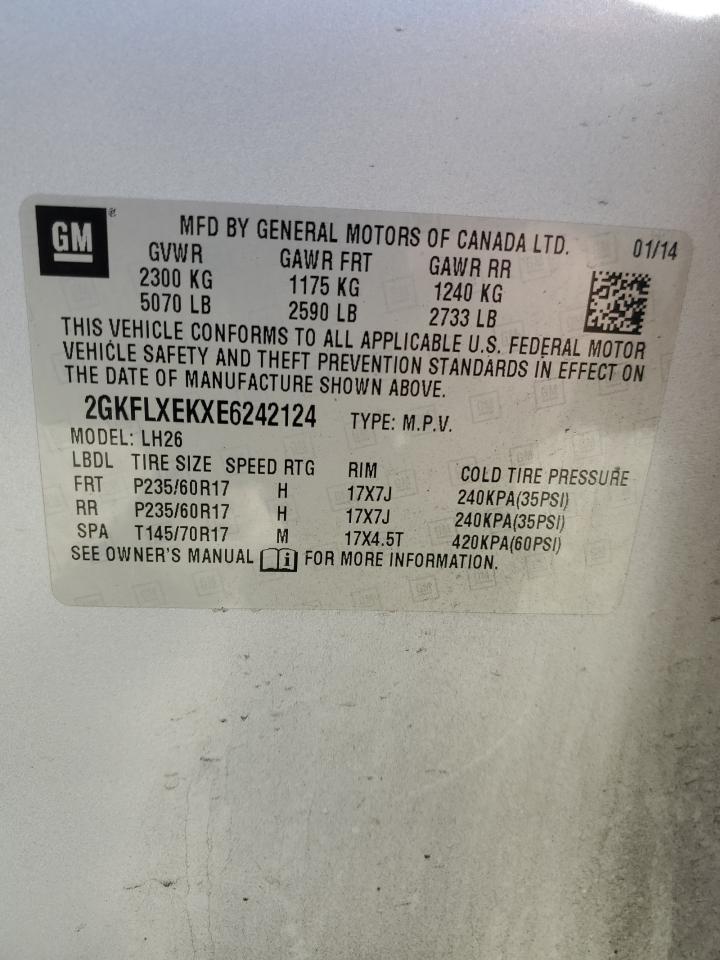 GM®
MFD BY GENERAL MOTORS OF CANADA LTD. 01/14
GVWR GAWR FRT GAWR RR
2300 KG 1175 KG 1240 KG
5070 LB 2590 LB 2733 LB
THIS VEHICLE CONFORMS TO ALL APPLICABLE U.S. FEDERAL MOTOR
VEHICLE SAFETY AND THEFT PREVENTION STANDARDS IN EFFECT ON
THE DATE OF MANUFACTURE SHOWN ABOVE.
2GKFLXEKXE6242124 TYPE: M.P.V.
MODEL: LH26
LBDL TIRE SIZE SPEED RTG RIM COLD TIRE PRESSURE
FRT P235/60R17 H 17X7J 240KPA(35PSI)
RR P235/60R17 H 17X7J 240KPA(35PSI)
SPA T145/70R17 M 17X4.5T 420KPA(60PSI)
SEE OWNER'S MANUAL i FOR MORE INFORMATION.